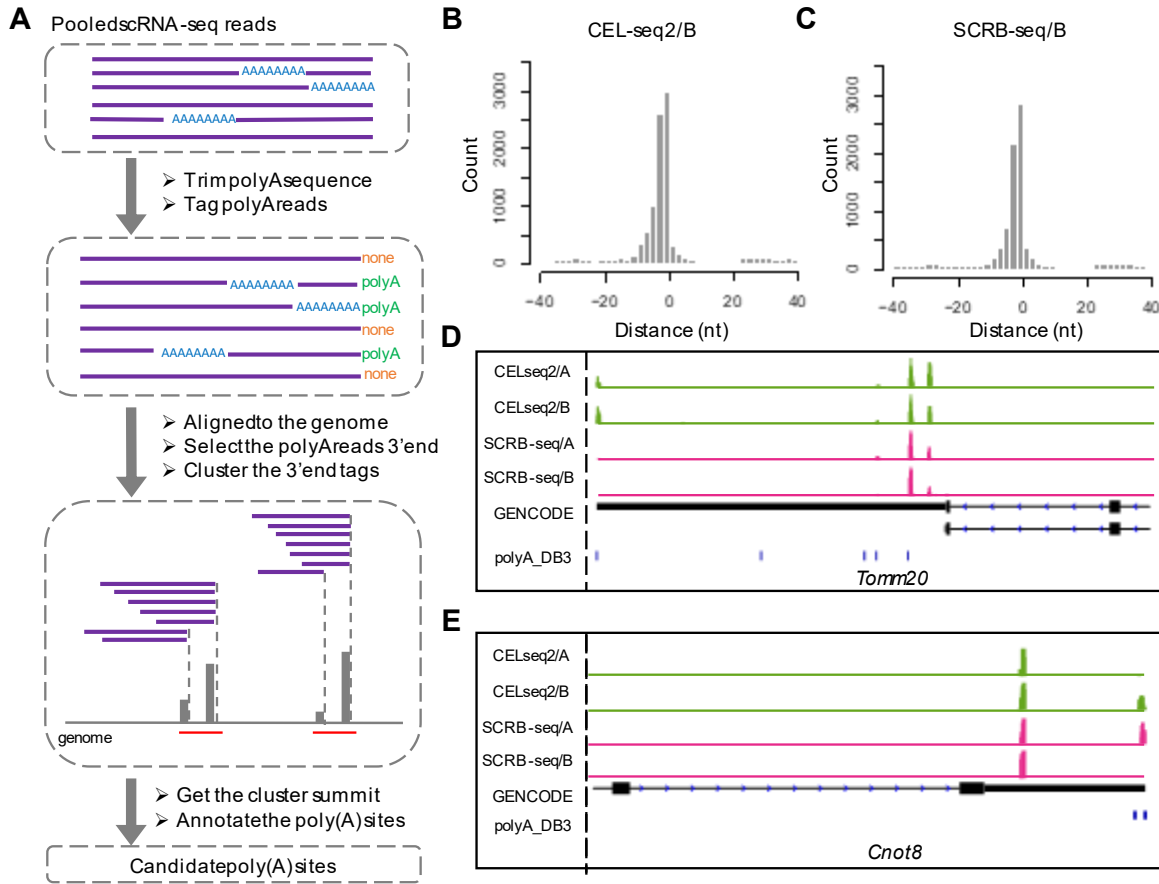 A
PooledscRNA-seq reads
AAAAAAAA
AAAAAAAA
AAAAAAAA
➢ TrimpolyAsequence
➢ TagpolyAreads
none
AAAAAAAA polyA
AAAAAAAA polyA
none
AAAAAAAA polyA
none
➢ Alignedto the genome
➢ Selectthe polyAreads 3'end
➢ Cluster the 3'end tags
genome
➢ Get the cluster summit
➢ Annotatethe poly(A)sites
Candidatepoly(A)sites
B
CEL-seq2/B
Count
0 1000 2000 3000
−40 −20 0 20 40
Distance (nt)
C
SCRB-seq/B
Count
0 1000 2000 3000
−40 −20 0 20 40
Distance (nt)
D
CELseq2/A
CELseq2/B
SCRB-seq/A
SCRB-seq/B
GENCODE
polyA_DB3
Tomm20
E
CELseq2/A
CELseq2/B
SCRB-seq/A
SCRB-seq/B
GENCODE
polyA_DB3
Cnot8